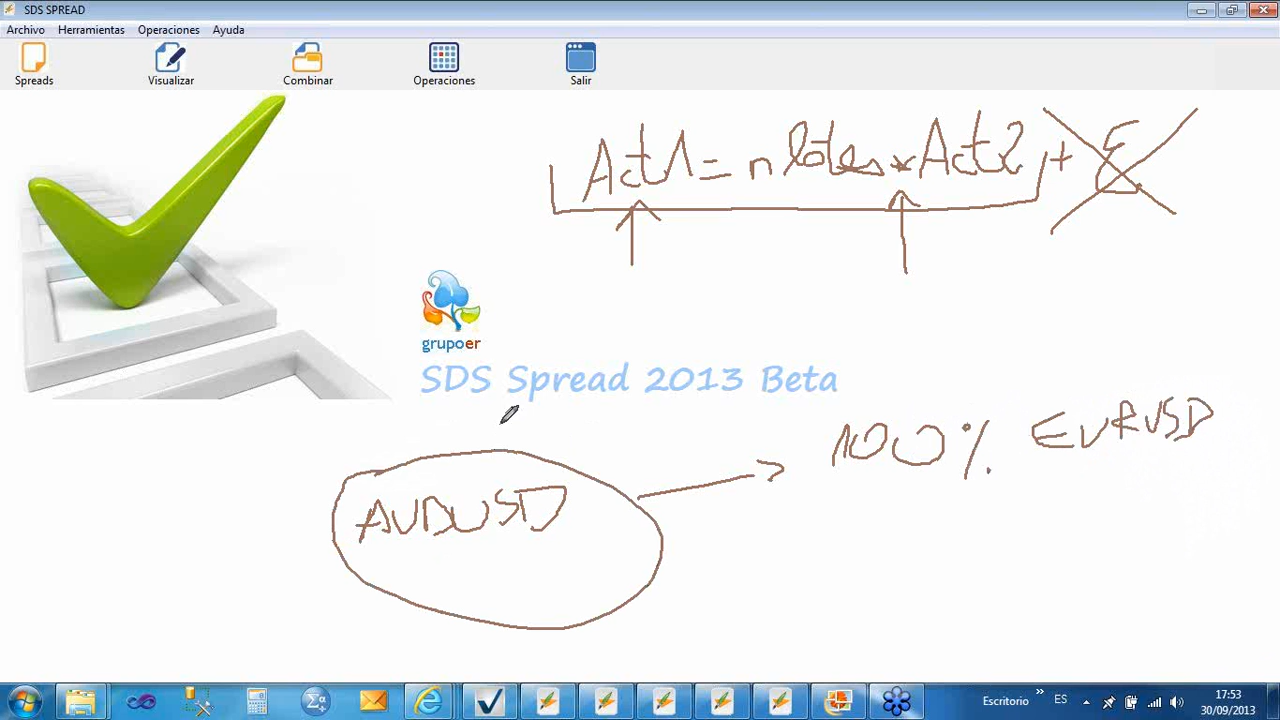 SDS SPREAD
Archivo Herramientas Operaciones Ayuda
Spreads Visualizar Combinar Operaciones Salir
Act1 = n lotes * Act2 + E
grupoer
SDS Spread 2013 Beta
100% EURUSD
AUDUSD
Escritorio » ES 17:53
30/09/2013